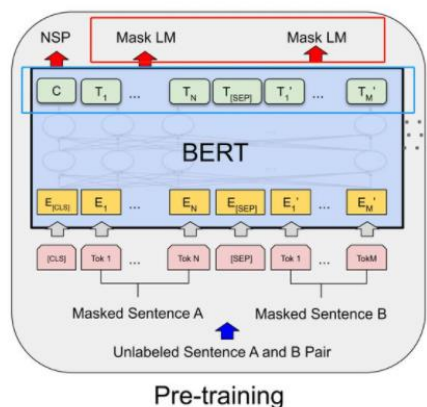 NSP Mask LM Mask LM
C T1 ... TN T[SEP] T1' ... TM'
BERT
E[CLS] E1 ... EN E[SEP] E1' ... EM'
[CLS] Tok 1 ... Tok N [SEP] Tok 1 ... TokM
Masked Sentence A Masked Sentence B
Unlabeled Sentence A and B Pair
Pre-training